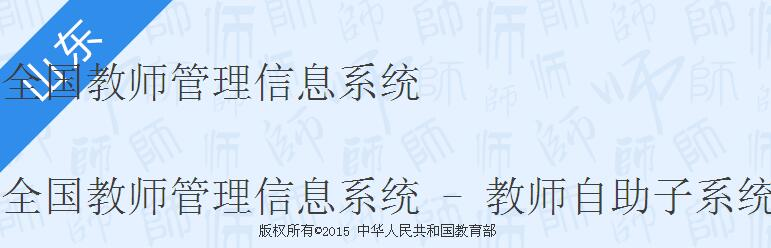 山东
全国教师管理信息系统
全国教师管理信息系统 - 教师自助子系统
版权所有©2015 中华人民共和国教育部